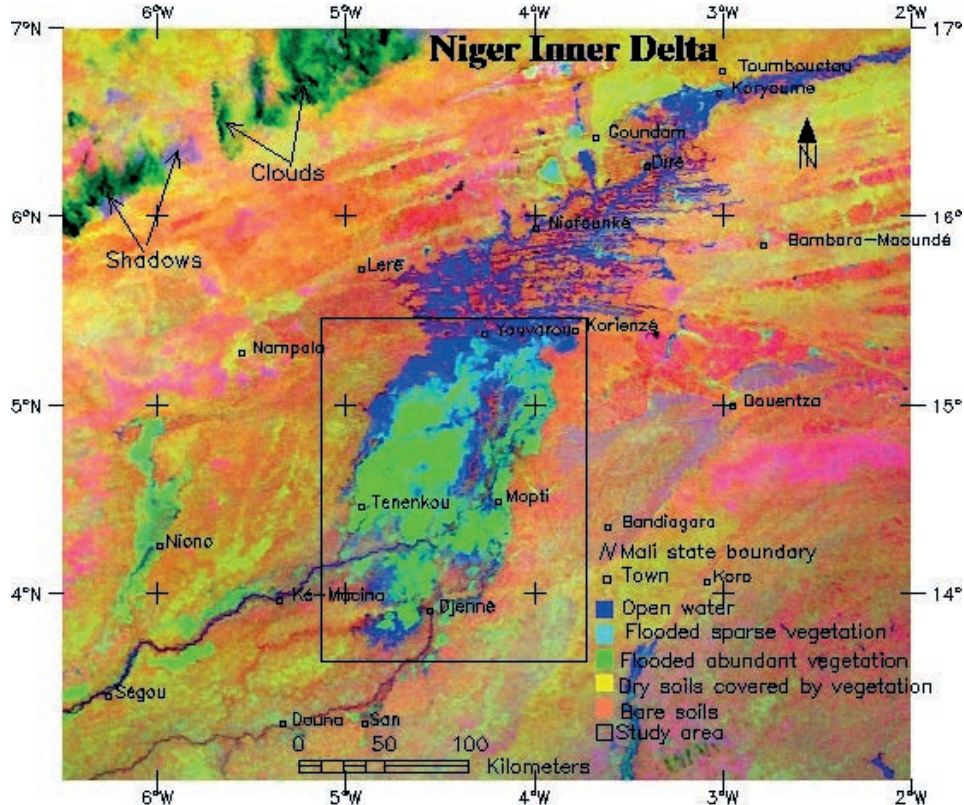 6°W 5°W 4°W 3°W 2°W
7°N 17°N
Niger Inner Delta
Toumbouctou
Koryoume
Goundam
N
Clouds
Diré
6°N 16°N
Niafounké
Bambara-Maoundé
Shadows
Leré
Youvarou
Korienzé
Nampala
5°N 15°N
Douentza
Tenenkou
Mopti
Bandiagara
Niono
Mali state boundary
Town
Koro
4°N 14°N
Ké-Macina
Djenné
Open water
Flooded sparse vegetation
Flooded abundant vegetation
Ségou
Dry soils covered by vegetation
Bare soils
Douna
San
Study area
0 50 100
Kilometers
6°W 5°W 4°W 3°W 2°W